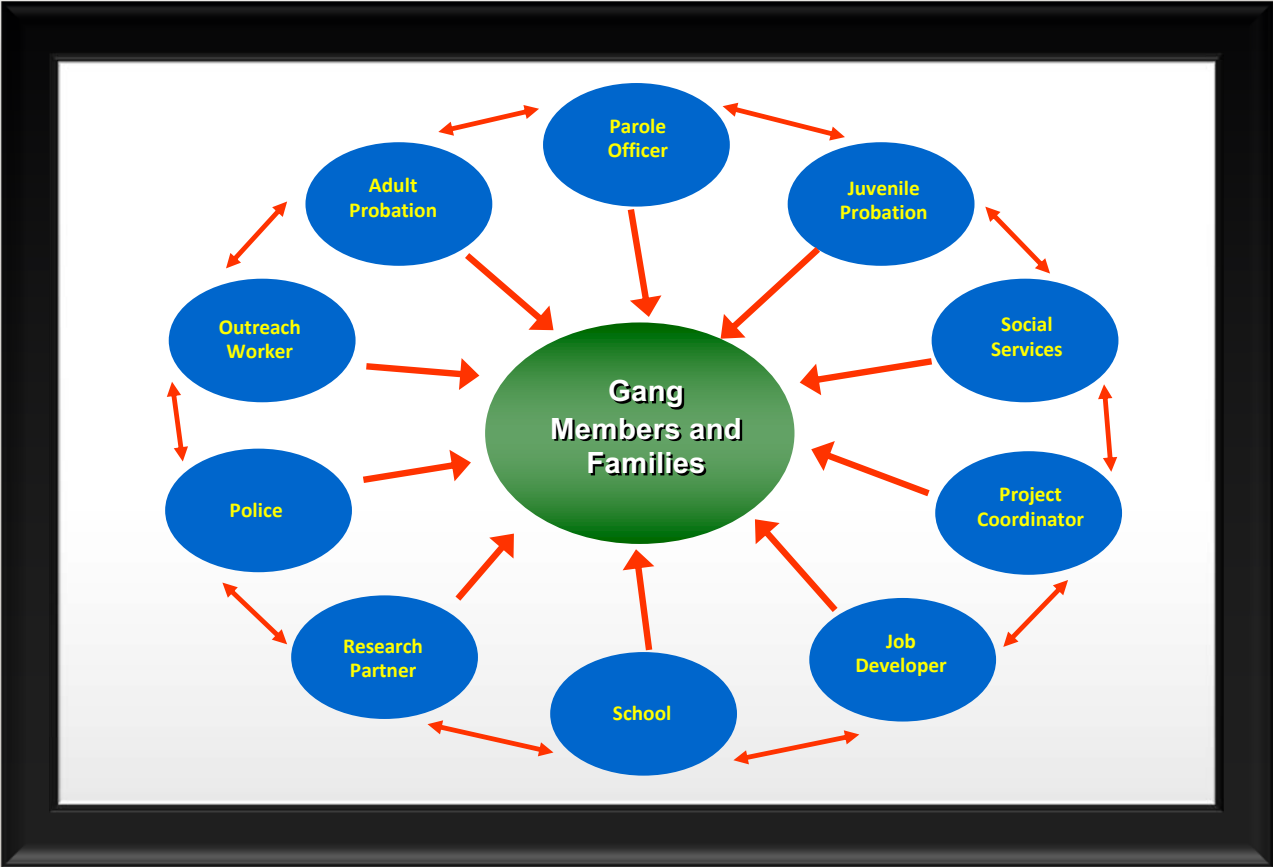 Parole
Officer
Adult
Probation
Juvenile
Probation
Outreach
Worker
Social
Services
Gang
Members and
Families
Police
Project
Coordinator
Research
Partner
Job
Developer
School